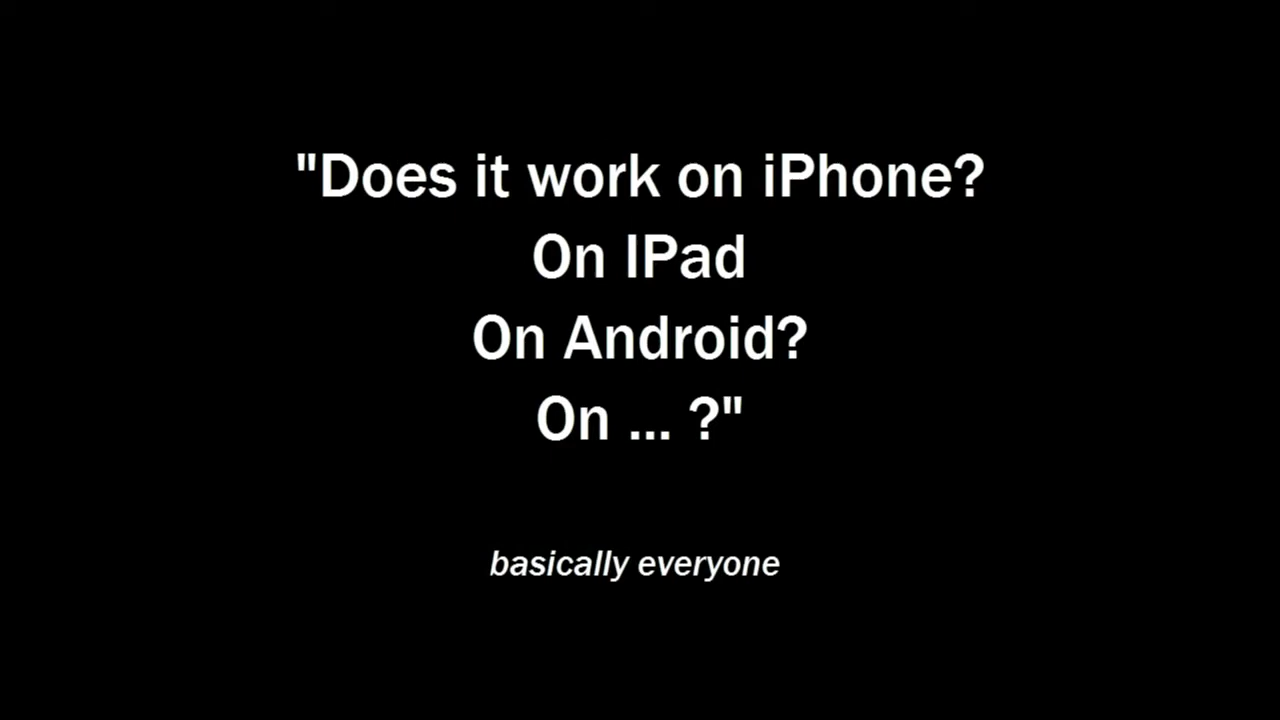 "Does it work on iPhone?
On IPad
On Android?
On ... ?"
basically everyone